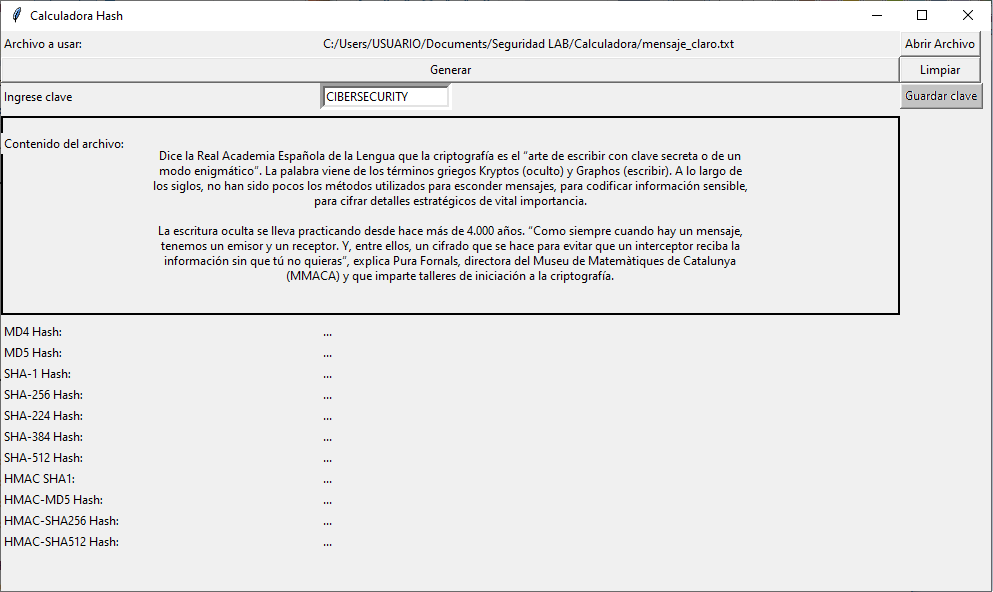 Calculadora Hash
Archivo a usar: C:/Users/USUARIO/Documents/Seguridad LAB/Calculadora/mensaje_claro.txt Abrir Archivo
Generar Limpiar
Ingrese clave CIBERSECURITY Guardar clave
Contenido del archivo:
Dice la Real Academia Española de la Lengua que la criptografía es el “arte de escribir con clave secreta o de un
modo enigmático”. La palabra viene de los términos griegos Kryptos (oculto) y Graphos (escribir). A lo largo de
los siglos, no han sido pocos los métodos utilizados para esconder mensajes, para codificar información sensible,
para cifrar detalles estratégicos de vital importancia.
La escritura oculta se lleva practicando desde hace más de 4.000 años. “Como siempre cuando hay un mensaje,
tenemos un emisor y un receptor. Y, entre ellos, un cifrado que se hace para evitar que un interceptor reciba la
información sin que tú no quieras”, explica Pura Fornals, directora del Museu de Matemàtiques de Catalunya
(MMACA) y que imparte talleres de iniciación a la criptografía.
MD4 Hash: ...
MD5 Hash: ...
SHA-1 Hash: ...
SHA-256 Hash: ...
SHA-224 Hash: ...
SHA-384 Hash: ...
SHA-512 Hash: ...
HMAC SHA1: ...
HMAC-MD5 Hash: ...
HMAC-SHA256 Hash: ...
HMAC-SHA512 Hash: ...